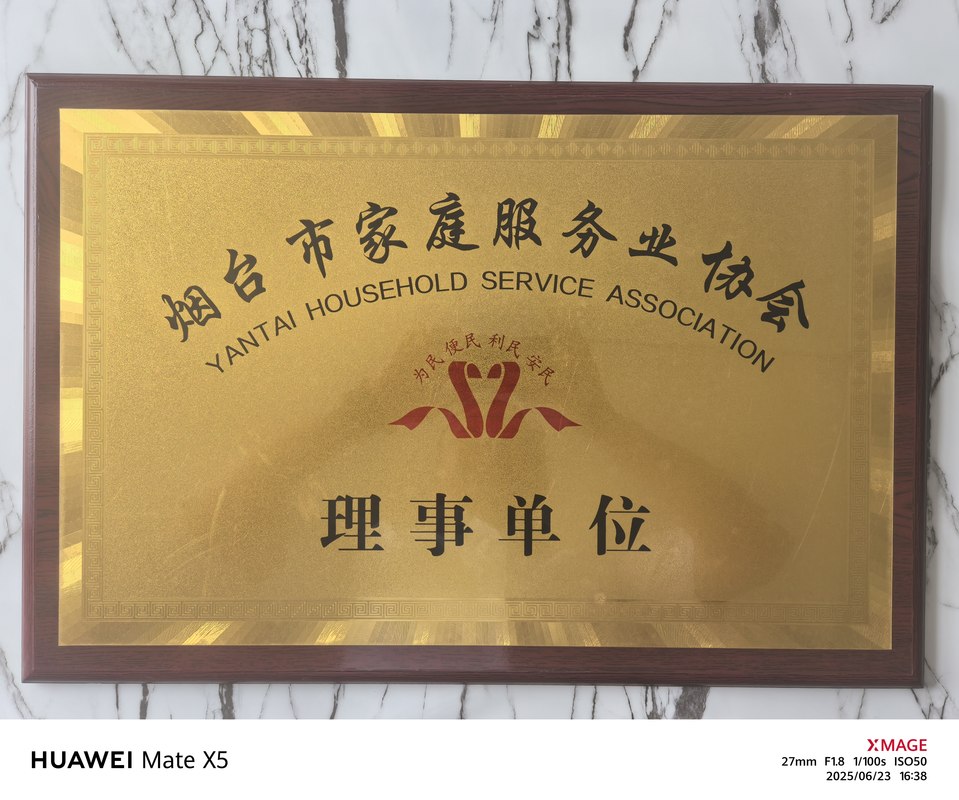 烟台市家庭服务业协会
YANTAI HOUSEHOLD SERVICE ASSOCIATION
为民 便民 利民 安民
理事单位
HUAWEI Mate X5
XMAGE
27mm F1.8 1/100s ISO50
2025/06/23 16:38